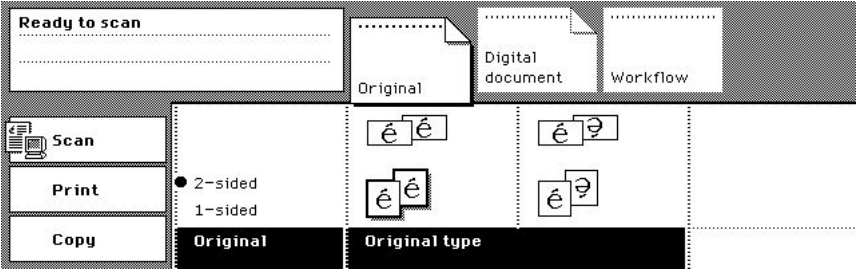 Ready to scan
Original
Digital
document
Workflow
Scan
Print
Copy
2-sided
1-sided
Original
é é
é ə́
é é
é ə́
Original type